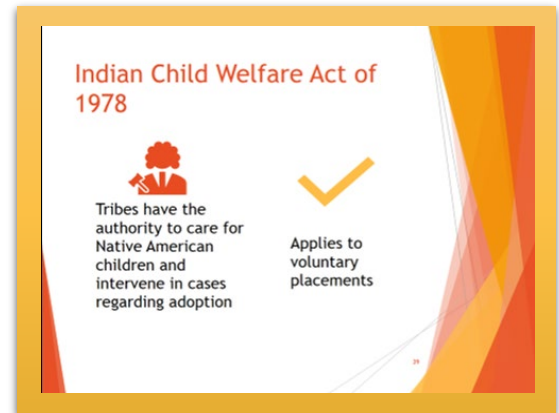 Indian Child Welfare Act of
1978
Tribes have the
authority to care for
Native American
children and
intervene in cases
regarding adoption
Applies to
voluntary
placements
29